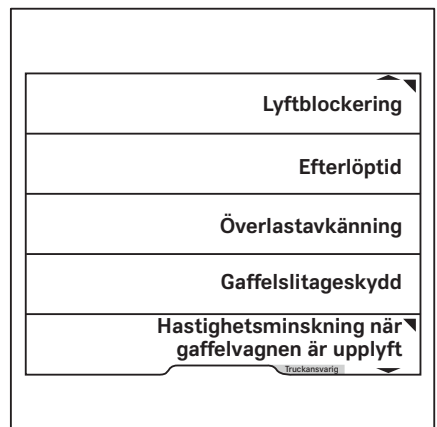 Lyftblockering
Efterlöptid
Överlastavkänning
Gaffelslitageskydd
Hastighetsminskning när
gaffelvagnen är upplyft
Truckansvarig